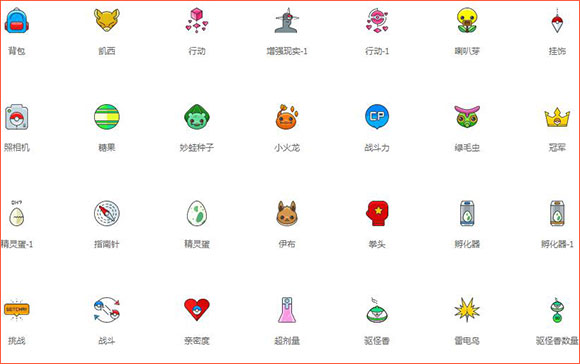 背包 凯西 行动 增强现实-1 行动-1 喇叭芽 挂饰
CP
照相机 糖果 妙蛙种子 小火龙 战斗力 绿毛虫 冠军
OH?
精灵蛋-1 指南针 精灵蛋 伊布 拳头 孵化器 孵化器-1
GOTCHA!
挑战 战斗 亲密度 超剂量 驱怪香 雷电鸟 驱怪香数量